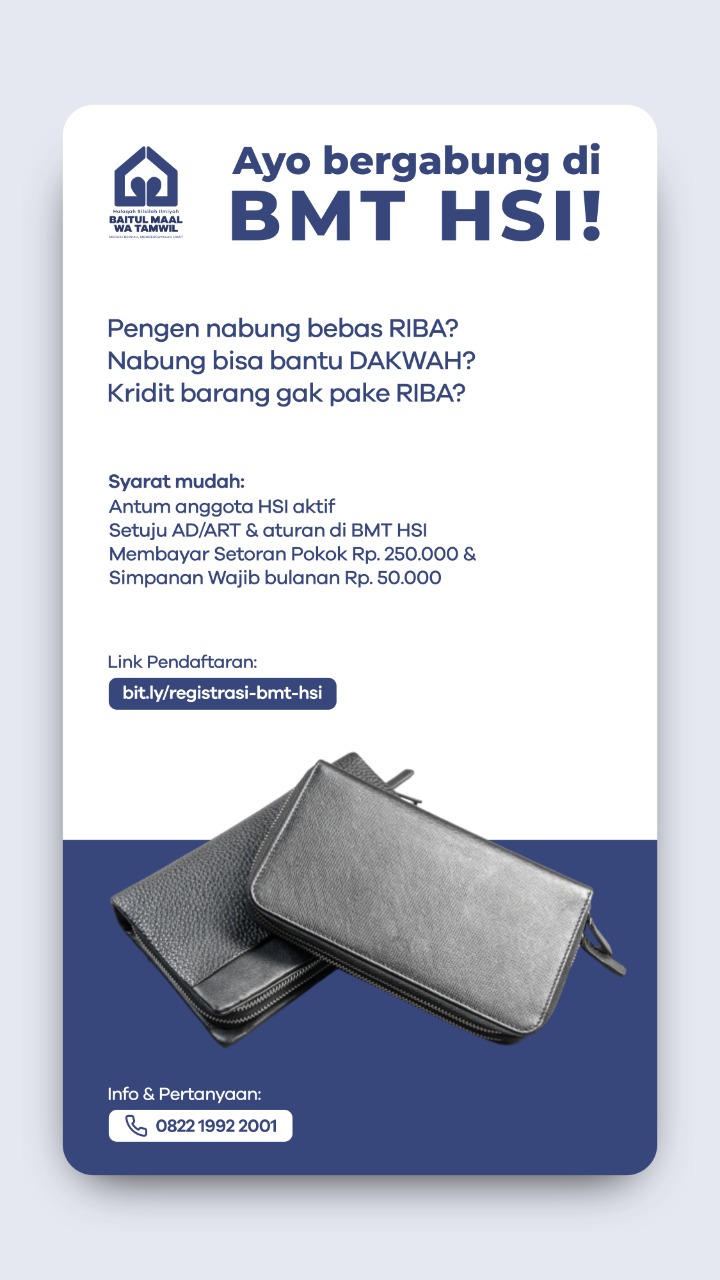 Halaqah Silsilah Ilmiyah
BAITUL MAAL
WA TAMWIL
Ayo bergabung di
BMT HSI!
Pengen nabung bebas RIBA?
Nabung bisa bantu DAKWAH?
Kridit barang gak pake RIBA?
Syarat mudah:
Antum anggota HSI aktif
Setuju AD/ART & aturan di BMT HSI
Membayar Setoran Pokok Rp. 250.000 &
Simpanan Wajib bulanan Rp. 50.000
Link Pendaftaran:
bit.ly/registrasi-bmt-hsi
Info & Pertanyaan:
0822 1992 2001